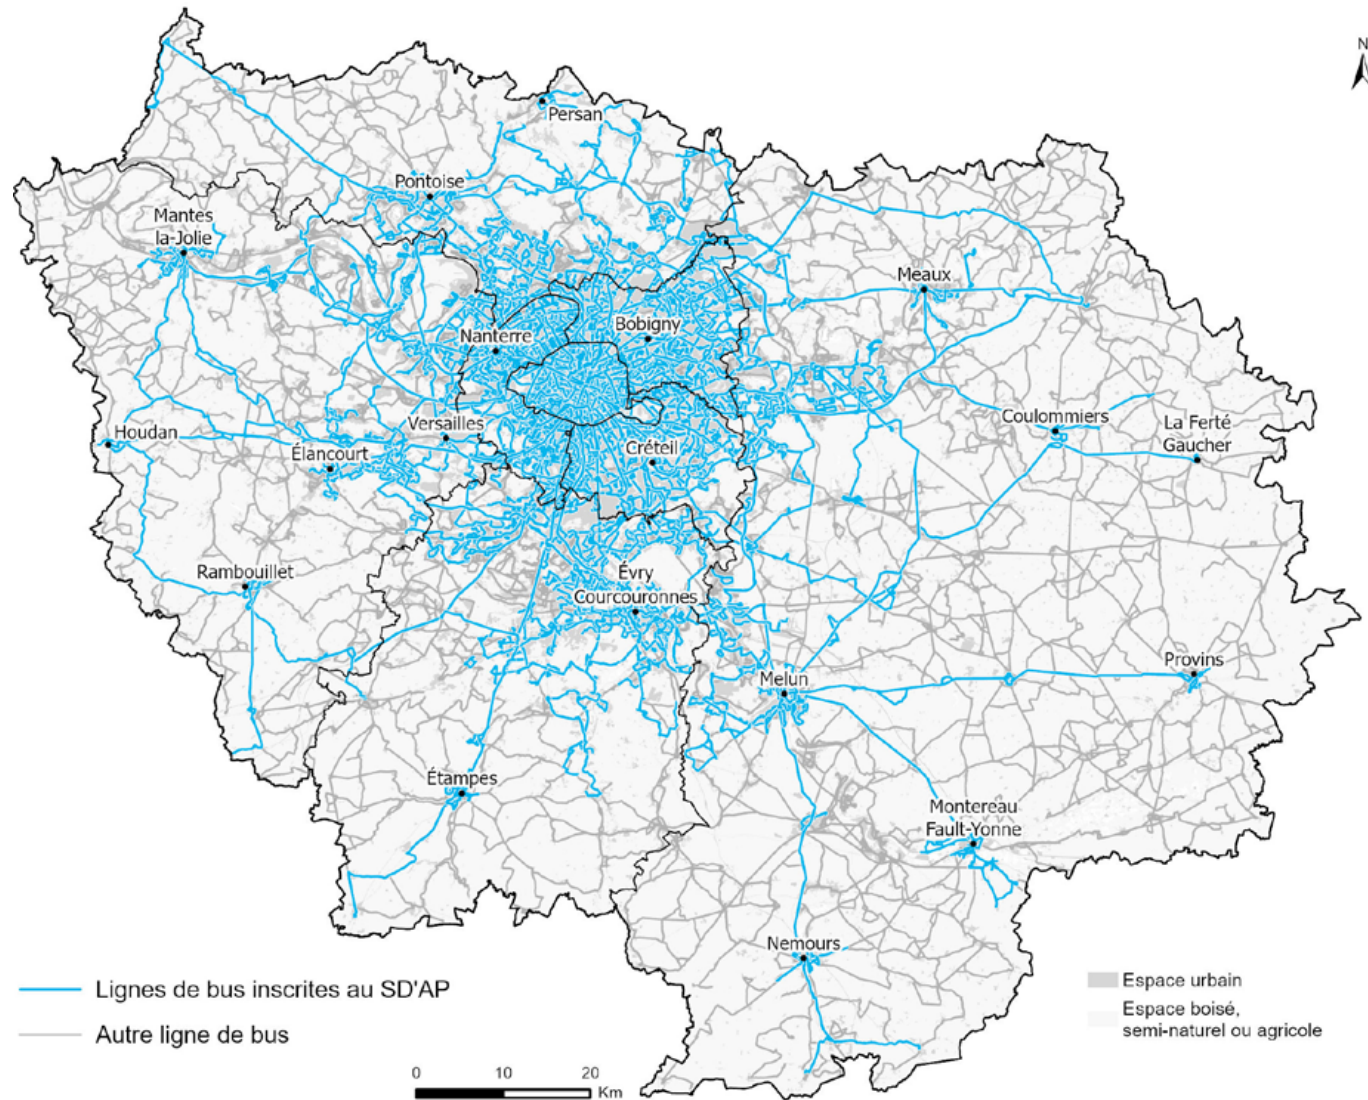 N
Persan
Pontoise
Mantes
la-Jolie
Meaux
Nanterre
Bobigny
Houdan
Versailles
Élancourt
Créteil
Coulommiers
La Ferté
Gaucher
Rambouillet
Évry
Courcouronnes
Melun
Provins
Étampes
Montereau
Fault-Yonne
Nemours
Lignes de bus inscrites au SD'AP
Autre ligne de bus
Espace urbain
Espace boisé,
semi-naturel ou agricole
0 10 20
Km